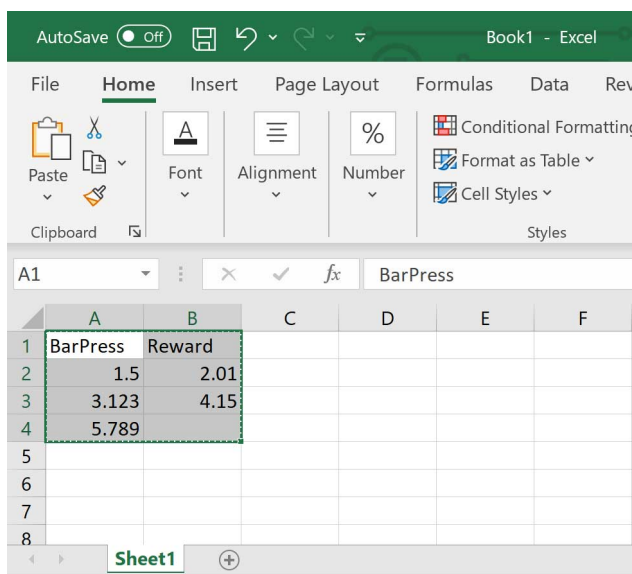 AutoSave Off Book1 - Excel
File Home Insert Page Layout Formulas Data Rev
Paste Font Alignment Number Conditional Formatting
Format as Table
Cell Styles
Clipboard Styles
A1 fx BarPress
A B C D E F
1 BarPress Reward
2 1.5 2.01
3 3.123 4.15
4 5.789
5
6
7
8
Sheet1